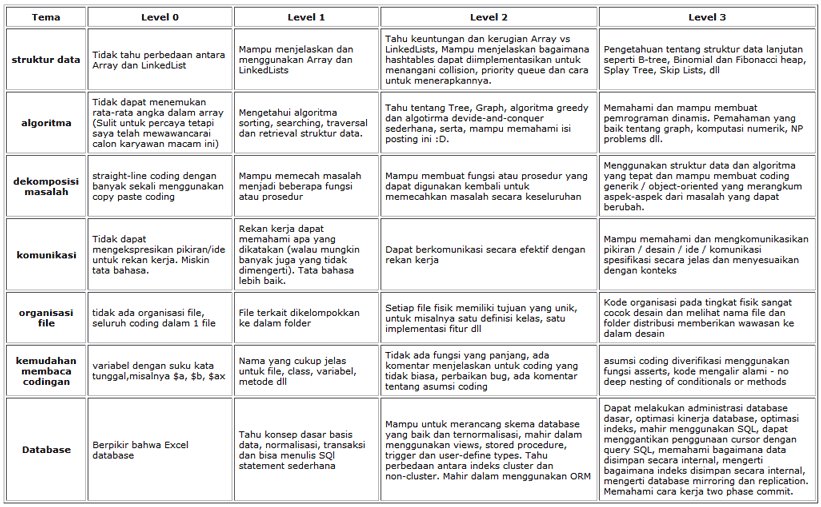 Tema
Level 0
Level 1
Level 2
Level 3
struktur data
Tidak tahu perbedaan antara
Array dan LinkedList
Mampu menjelaskan dan
menggunakan Array dan
LinkedLists
Tahu keuntungan dan kerugian Array vs
LinkedLists, Mampu menjelaskan bagaimana
hashtables dapat diimplementasikan untuk
menangani collision, priority queue dan cara
untuk menerapkannya.
Pengetahuan tentang struktur data lanjutan
seperti B-tree, Binomial dan Fibonacci heap,
Splay Tree, Skip Lists, dll
algoritma
Tidak dapat menemukan
rata-rata angka dalam array
(Sulit untuk percaya tetapi
saya telah mewawancarai
calon karyawan macam ini)
Mengetahui algoritma
sorting, searching, traversal
dan retrieval struktur data.
Tahu tentang Tree, Graph, algoritma greedy
dan algotirma devide-and-conquer
sederhana, serta, mampu memahami isi
posting ini :D.
Memahami dan mampu membuat
pemrograman dinamis. Pemahaman yang
baik tentang graph, komputasi numerik, NP
problems dll.
dekomposisi
masalah
straight-line coding dengan
banyak sekali menggunakan
copy paste coding
Mampu memecah masalah
menjadi beberapa fungsi
atau prosedur
Mampu membuat fungsi atau prosedur yang
dapat digunakan kembali untuk
memecahkan masalah secara keseluruhan
Menggunakan struktur data dan algoritma
yang tepat dan mampu membuat coding
generik / object-oriented yang merangkum
aspek-aspek dari masalah yang dapat
berubah.
komunikasi
Tidak dapat
mengekspresikan pikiran/ide
untuk rekan kerja. Miskin
tata bahasa.
Rekan kerja dapat
memahami apa yang
dikatakan (walau mungkin
banyak juga yang tidak
dimengerti). Tata bahasa
lebih baik.
Dapat berkomunikasi secara efektif dengan
rekan kerja
Mampu memahami dan mengkomunikasikan
pikiran / desain / ide / komunikasi
spesifikasi secara jelas dan menyesuaikan
dengan konteks
organisasi
file
tidak ada organisasi file,
seluruh coding dalam 1 file
File terkait dikelompokkan
ke dalam folder
Setiap file fisik memiliki tujuan yang unik,
untuk misalnya satu definisi kelas, satu
implementasi fitur dll
Kode organisasi pada tingkat fisik sangat
cocok desain dan melihat nama file dan
folder distribusi memberikan wawasan ke
dalam desain
kemudahan
membaca
codingan
variabel dengan suku kata
tunggal,misalnya $a, $b, $ax
Nama yang cukup jelas
untuk file, class, variabel,
metode dll
Tidak ada fungsi yang panjang, ada
komentar menjelaskan untuk coding yang
tidak biasa, perbaikan bug, ada komentar
tentang asumsi coding
asumsi coding diverifikasi menggunakan
fungsi asserts, kode mengalir alami - no
deep nesting of conditionals or methods
Database
Berpikir bahwa Excel
database
Tahu konsep dasar basis
data, normalisasi, transaksi
dan bisa menulis SQl
statement sederhana
Mampu untuk merancang skema database
yang baik dan ternormalisasi, mahir dalam
menggunakan views, stored procedure,
trigger dan user-define types. Tahu
perbedaan antara indeks cluster dan
non-cluster. Mahir dalam menggunakan ORM
Dapat melakukan administrasi database
dasar, optimasi kinerja database, optimasi
indeks, mahir menggunakan SQL, dapat
menggantikan penggunaan cursor dengan
query SQL, memahami bagaimana data
disimpan secara internal, mengerti
bagaimana indeks disimpan secara internal,
mengerti database mirroring and replication.
Memahami cara kerja two phase commit.